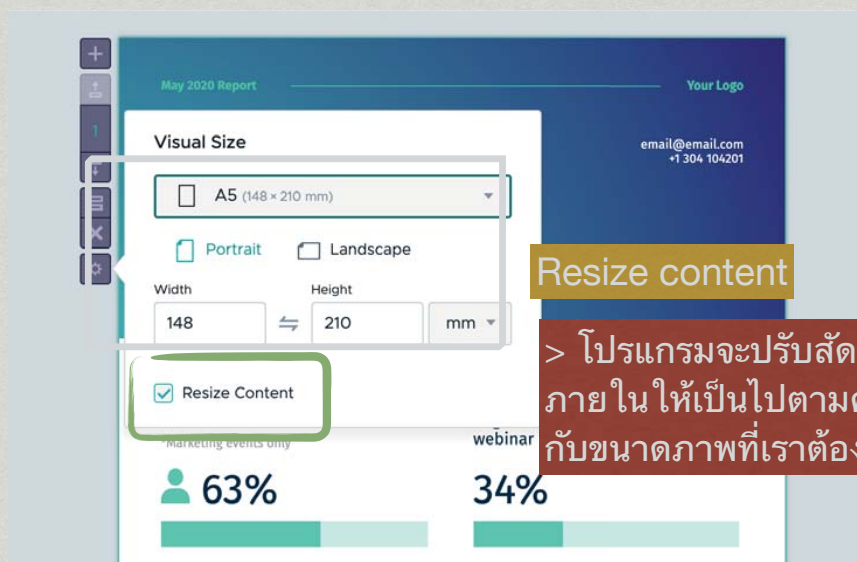 May 2020 Report
Your Logo
1
Visual Size
email@email.com
+1 304 104201
A5 (148 × 210 mm)
Portrait
Landscape
Resize content
Width
Height
148
210
mm
> โปรแกรมจะปรับสัด
ภายในให้เป็นไปตาม
กับขนาดภาพที่เราต้อง
Resize Content
*Marketing events only
webinar
63%
34%